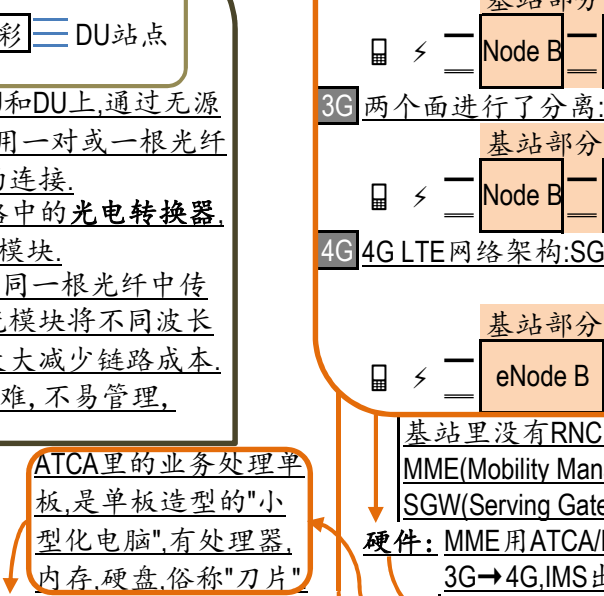 彩 DU站点
和DU上,通过无源
用一对或一根光纤
连接.
中的光电转换器,
模块.
同一根光纤中传
光模块将不同波长
大大减少链路成本.
难,不易管理,
ATCA里的业务处理单
板,是单板造型的"小
型化电脑",有处理器,
内存,硬盘,俗称"刀片"
基站部分
Node B
3G 两个面进行了分离:
基站部分
Node B
4G 4G LTE网络架构:SG
基站部分
eNode B
基站里没有RNC
MME(Mobility Man
SGW(Serving Gate
硬件: MME用ATCA/
3G→4G,IMS出